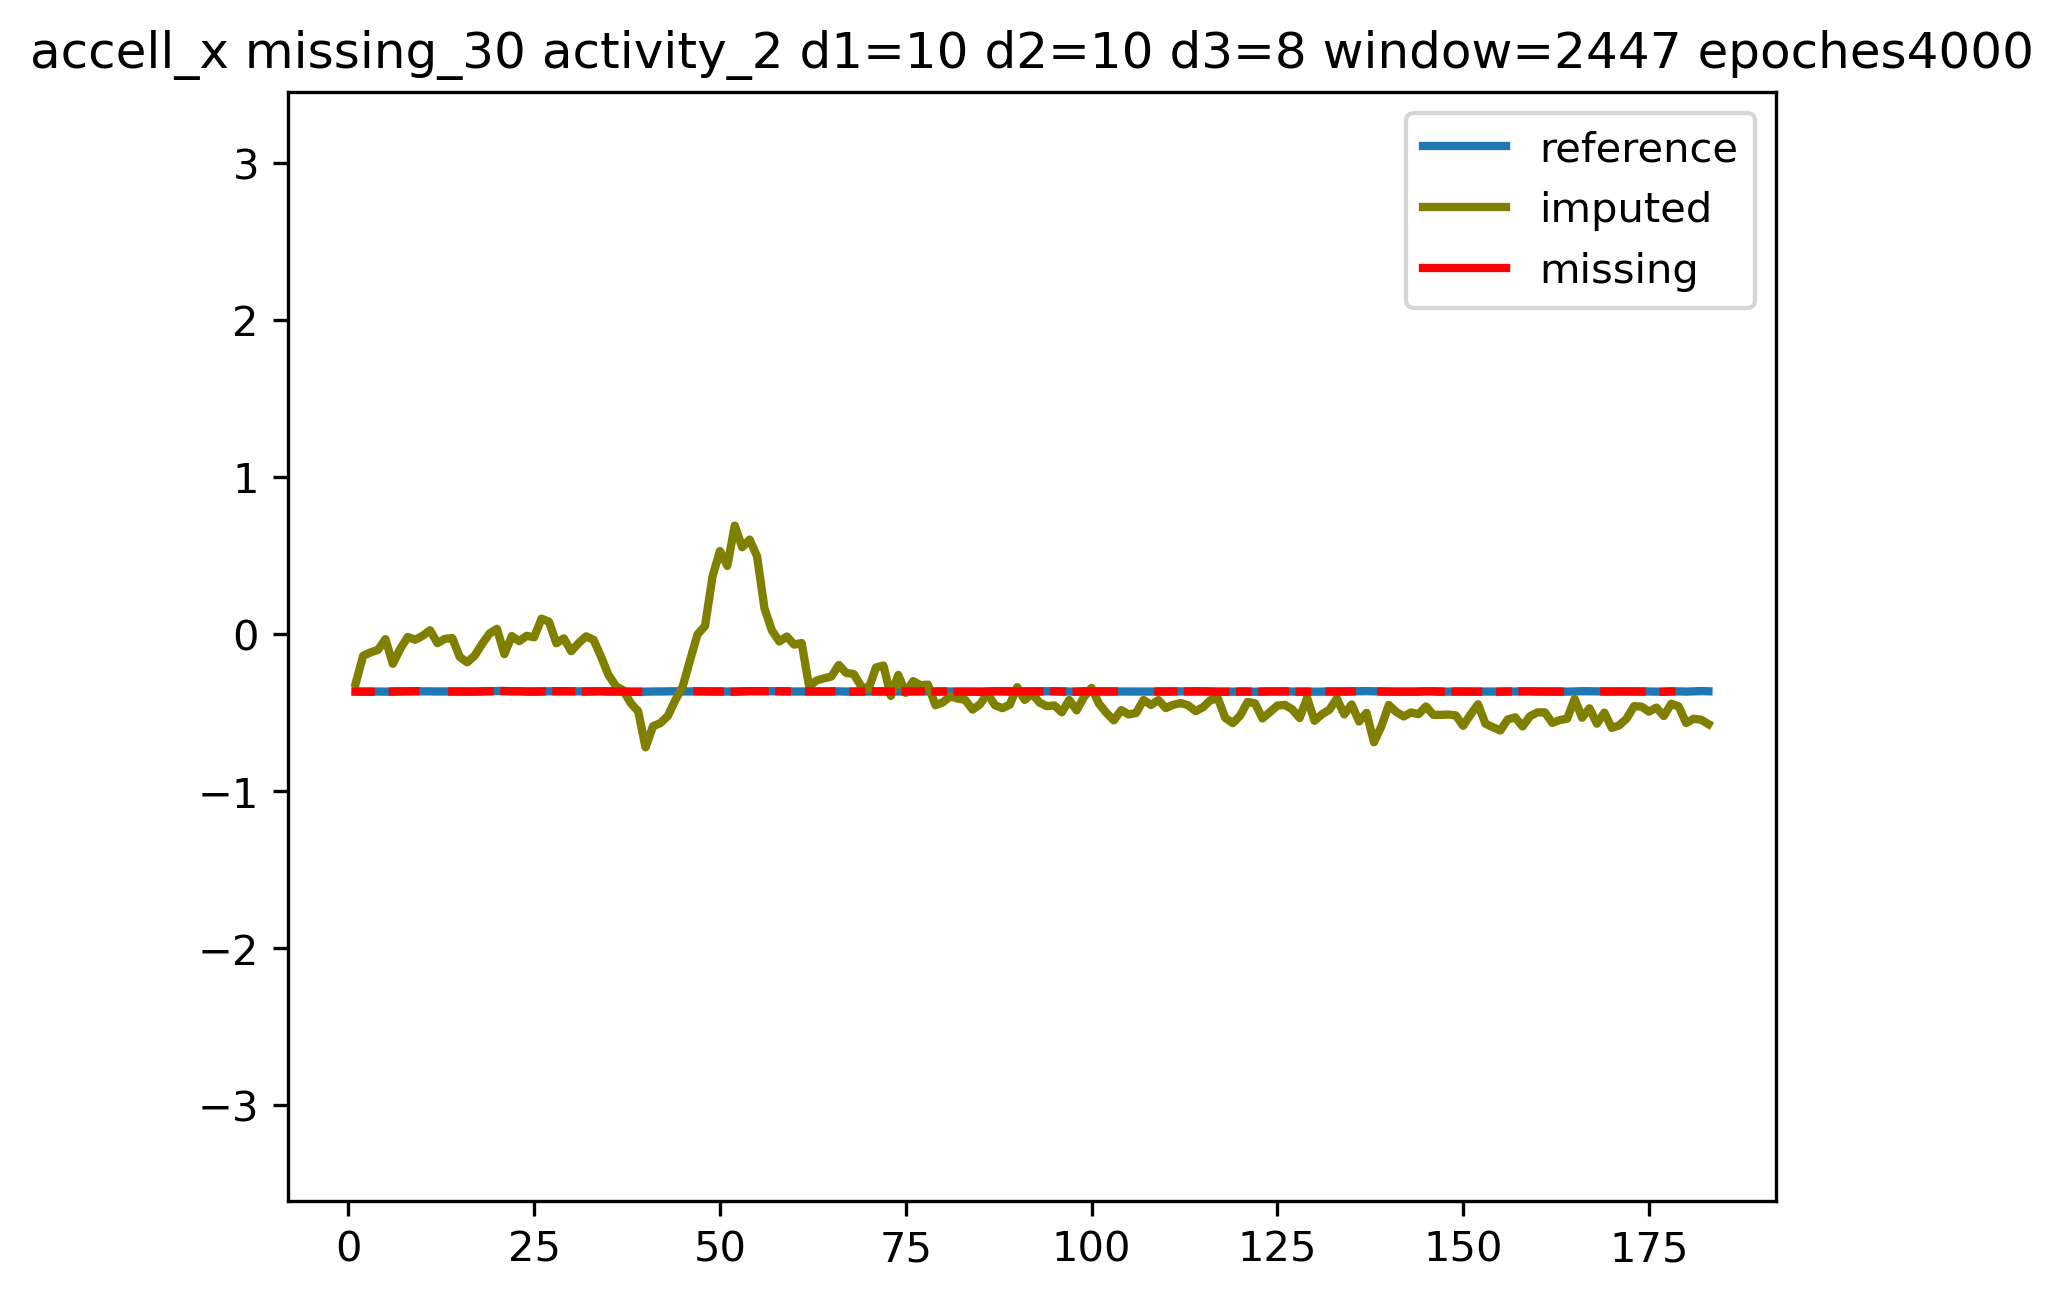 accell_x missing_30 activity_2 d1=10 d2=10 d3=8 window=2447 epoches4000
reference
imputed
missing
3
2
1
0
−1
−2
−3
0 25 50 75 100 125 150 175